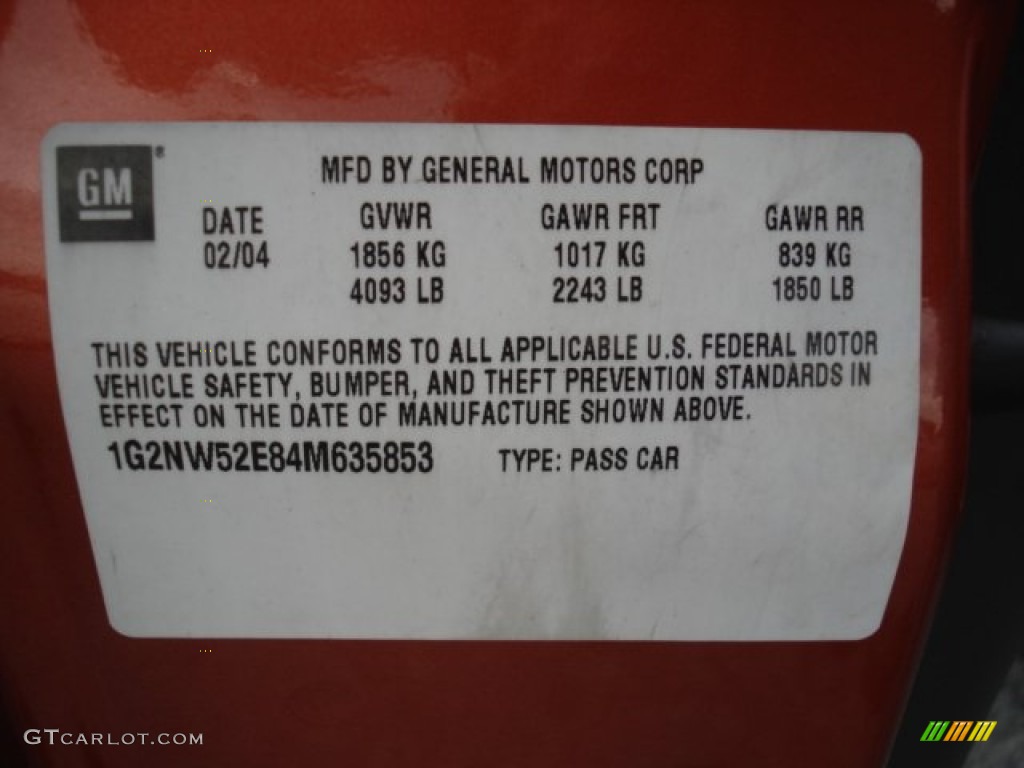 GM®
MFD BY GENERAL MOTORS CORP
DATE GVWR GAWR FRT GAWR RR
02/04 1856 KG 1017 KG 839 KG
4093 LB 2243 LB 1850 LB
THIS VEHICLE CONFORMS TO ALL APPLICABLE U.S. FEDERAL MOTOR
VEHICLE SAFETY, BUMPER, AND THEFT PREVENTION STANDARDS IN
EFFECT ON THE DATE OF MANUFACTURE SHOWN ABOVE.
1G2NW52E84M635853 TYPE: PASS CAR
GTCARLOT.COM